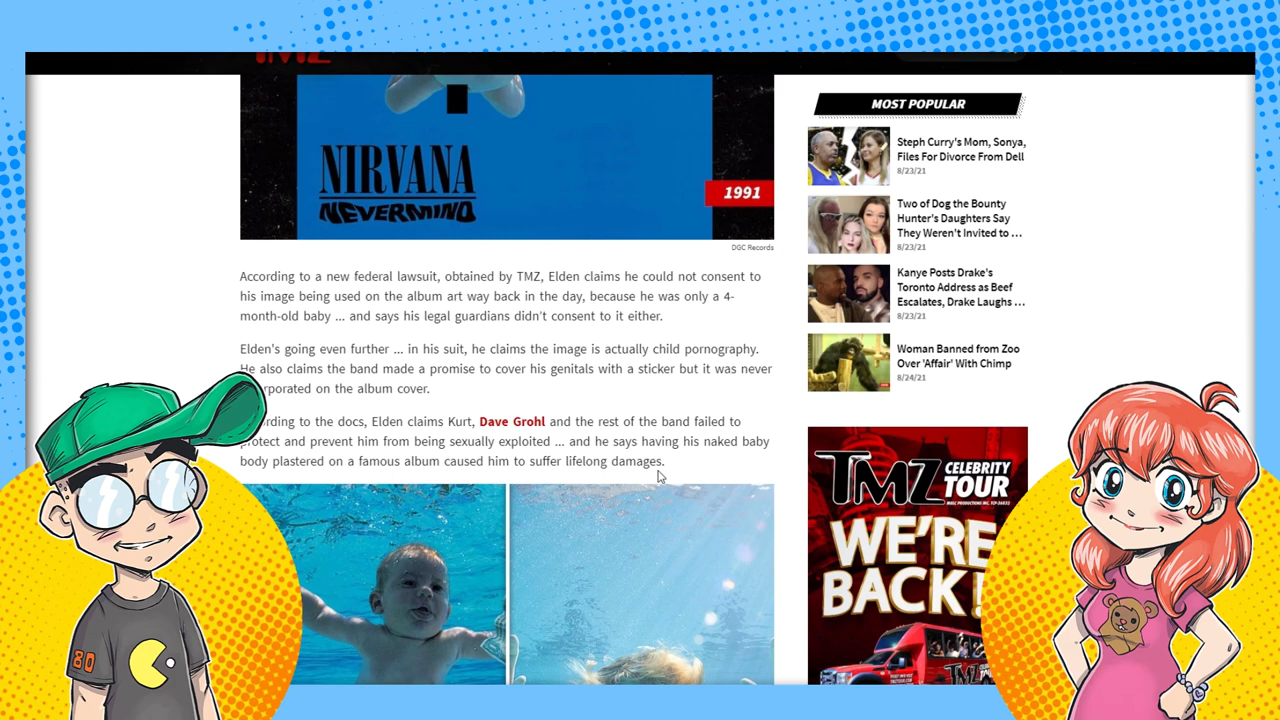 TMZ
NIRVANA
NEVERMIND
1991
DGC Records
According to a new federal lawsuit, obtained by TMZ, Elden claims he could not consent to
his image being used on the album art way back in the day, because he was only a 4-
month-old baby ... and says his legal guardians didn't consent to it either.
Elden's going even further ... in his suit, he claims the image is actually child pornography.
He also claims the band made a promise to cover his genitals with a sticker but it was never
rporated on the album cover.
ording to the docs, Elden claims Kurt, Dave Grohl and the rest of the band failed to
protect and prevent him from being sexually exploited ... and he says having his naked baby
body plastered on a famous album caused him to suffer lifelong damages.
MOST POPULAR
Steph Curry's Mom, Sonya,
Files For Divorce From Dell
8/23/21
Two of Dog the Bounty
Hunter's Daughters Say
They Weren't Invited to ...
8/23/21
Kanye Posts Drake's
Toronto Address as Beef
Escalates, Drake Laughs ...
8/23/21
Woman Banned from Zoo
Over 'Affair' With Chimp
8/24/21
TMZ CELEBRITY
TOUR
WE'RE
BACK!
TMZ
80